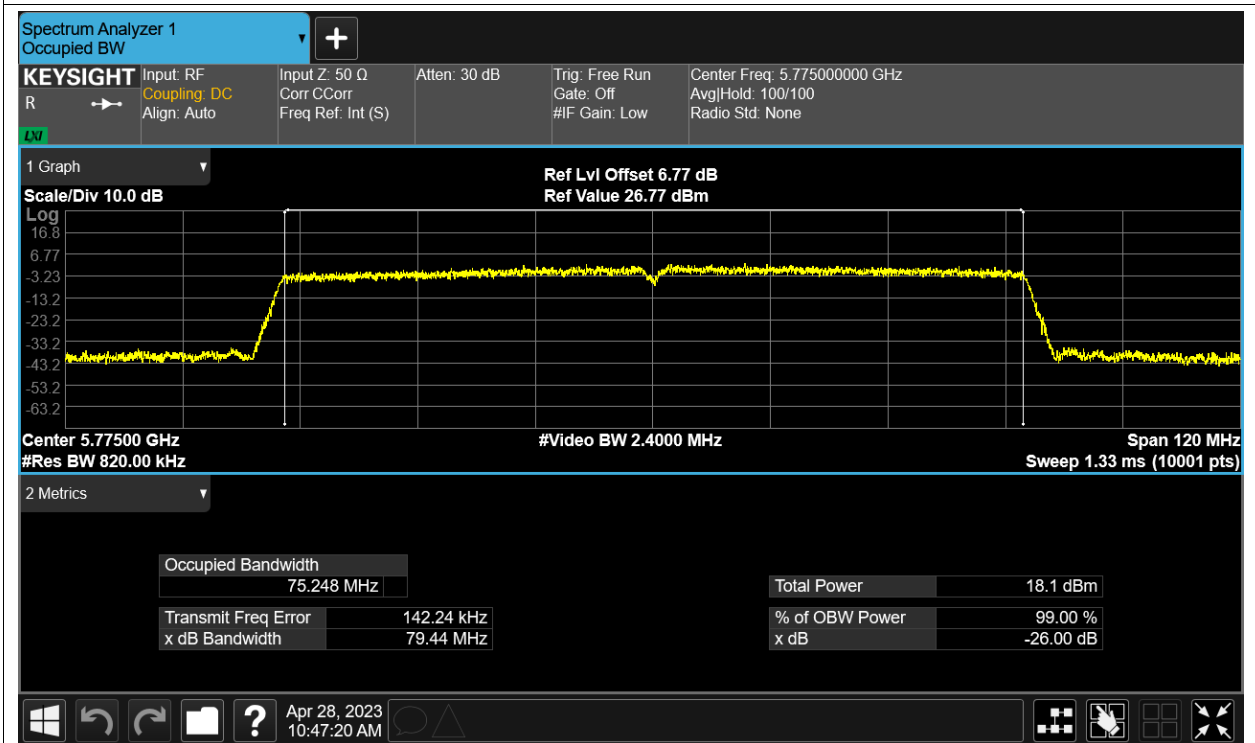 Spectrum Analyzer 1
Occupied BW
KEYSIGHT
R
LXI
Input: RF
Coupling: DC
Align: Auto
Input Z: 50 Ω
Corr CCorr
Freq Ref: Int (S)
Atten: 30 dB
Trig: Free Run
Gate: Off
#IF Gain: Low
Center Freq: 5.775000000 GHz
Avg|Hold: 100/100
Radio Std: None
1 Graph
Scale/Div 10.0 dB
Ref Lvl Offset 6.77 dB
Ref Value 26.77 dBm
Log
16.8
6.77
-3.23
-13.2
-23.2
-33.2
-43.2
-53.2
-63.2
Center 5.77500 GHz
#Video BW 2.4000 MHz
Span 120 MHz
#Res BW 820.00 kHz
Sweep 1.33 ms (10001 pts)
2 Metrics
Occupied Bandwidth
75.248 MHz
Transmit Freq Error 142.24 kHz
x dB Bandwidth 79.44 MHz
Total Power 18.1 dBm
% of OBW Power 99.00 %
x dB -26.00 dB
?
Apr 28, 2023
10:47:20 AM